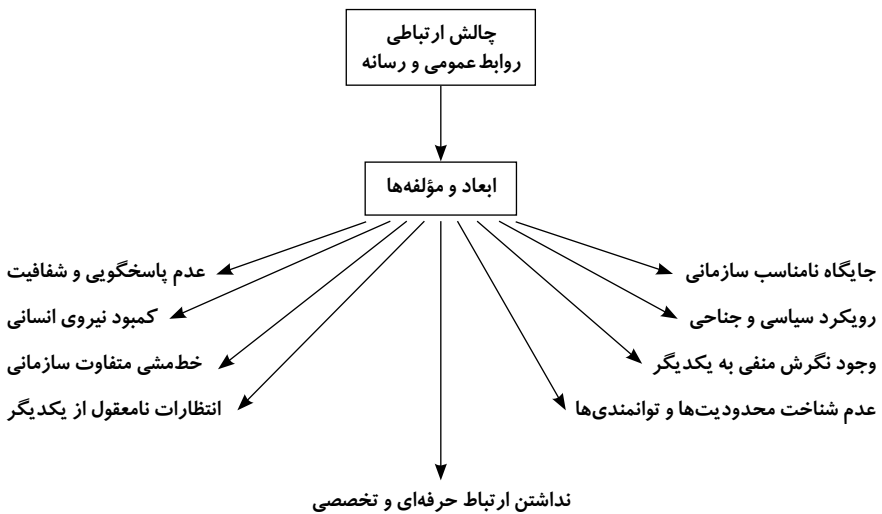 چالش ارتباطی
روابط عمومی و رسانه
ابعاد و مؤلفه‌ها
جایگاه نامناسب سازمانی
رویکرد سیاسی و جناحی
وجود نگرش منفی به یکدیگر
عدم شناخت محدودیت‌ها و توانمندی‌ها
عدم پاسخگویی و شفافیت
کمبود نیروی انسانی
خط‌مشی متفاوت سازمانی
انتظارات نامعقول از یکدیگر
نداشتن ارتباط حرفه‌ای و تخصصی